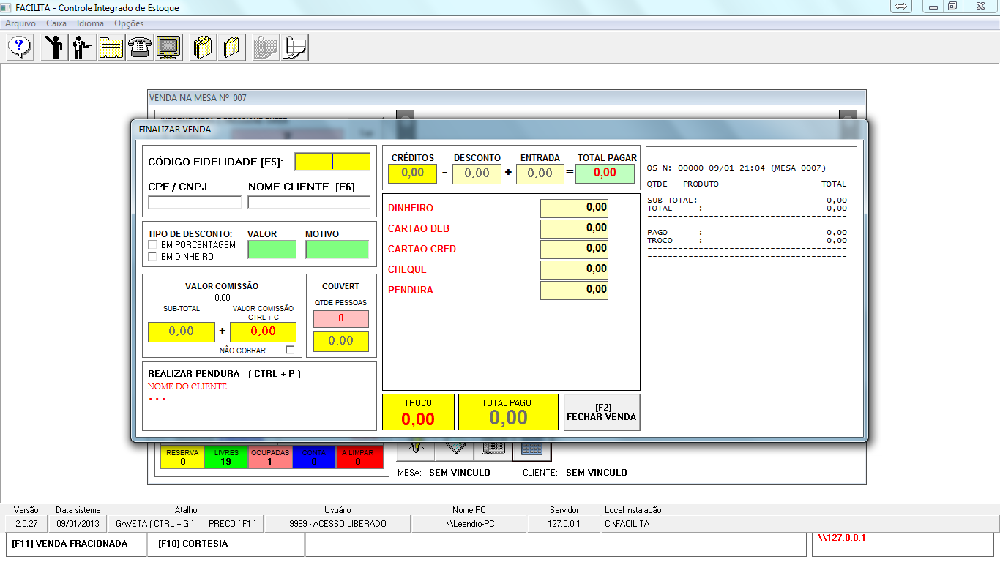 FACILITA - Controle Integrado de Estoque
Arquivo Caixa Idioma Opções
VENDA NA MESA Nº 007
FINALIZAR VENDA
CÓDIGO FIDELIDADE [F5]:
CPF / CNPJ NOME CLIENTE [F6]
TIPO DE DESCONTO: VALOR MOTIVO
EM PORCENTAGEM
EM DINHEIRO
VALOR COMISSÃO
0,00
SUB-TOTAL VALOR COMISSÃO
CTRL + C
0,00 + 0,00
NÃO COBRAR
COUVERT
QTDE PESSOAS
0
0,00
REALIZAR PENDURA ( CTRL + P )
NOME DO CLIENTE
- - -
CRÉDITOS DESCONTO ENTRADA TOTAL PAGAR
0,00 - 0,00 + 0,00 = 0,00
DINHEIRO 0,00
CARTAO DEB 0,00
CARTAO CRED 0,00
CHEQUE 0,00
PENDURA 0,00
TROCO
0,00
TOTAL PAGO
0,00
[F2]
FECHAR VENDA
OS N: 00000 09/01 21:04 (MESA 0007)
QTDE PRODUTO TOTAL
SUB TOTAL: 0,00
TOTAL : 0,00
PAGO : 0,00
TROCO : 0,00
RESERVA LIVRES OCUPADAS CONTA A LIMPAR
0 19 1 0 0
MESA: SEM VINCULO CLIENTE: SEM VINCULO
Versão Data sistema Atalho Usuário Nome PC Servidor Local instalacão
2.0.27 09/01/2013 GAVETA ( CTRL + G ) PREÇO ( F1 ) 9999 - ACESSO LIBERADO \\Leandro-PC 127.0.0.1 C:\FACILITA
[F11] VENDA FRACIONADA [F10] CORTESIA \\127.0.0.1